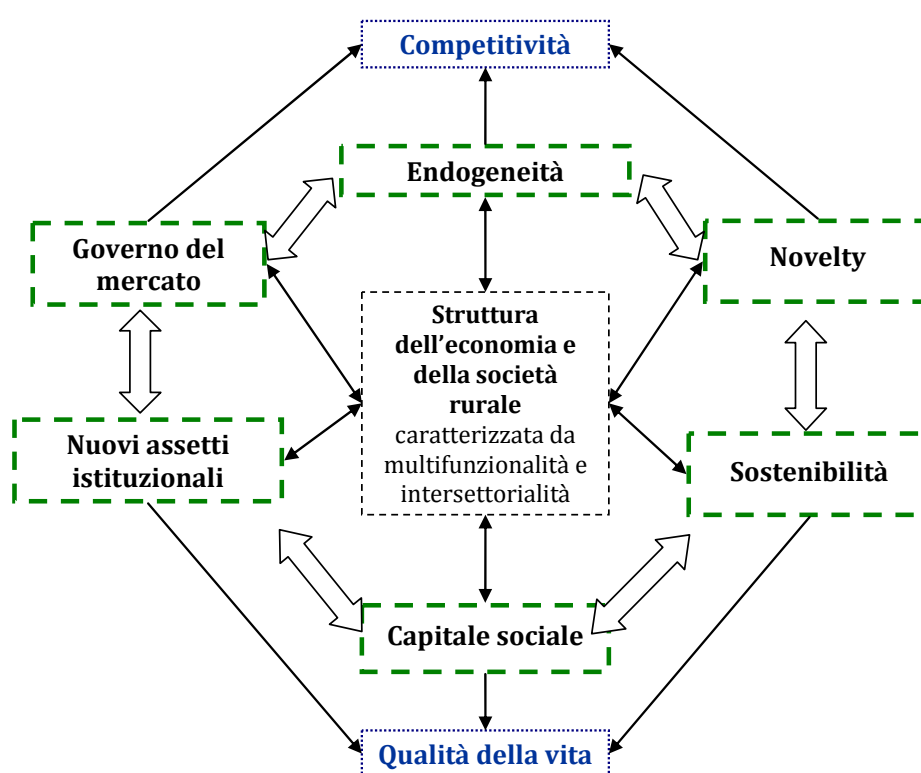 Competitività
Endogeneità
Governo del
mercato
Novelty
Struttura
dell’economia e
della società
rurale
caratterizzata da
multifunzionalità e
intersettorialità
Nuovi assetti
istituzionali
Sostenibilità
Capitale sociale
Qualità della vita